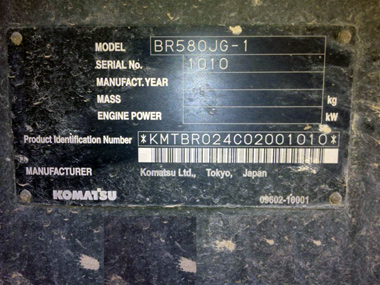 MODEL BR580JG-1
SERIAL No. 1010
MANUFACT.YEAR
MASS kg
ENGINE POWER kW
Product Identification Number *KMTBR024C02001010*
MANUFACTURER Komatsu Ltd., Tokyo, Japan
KOMATSU 09602-10001